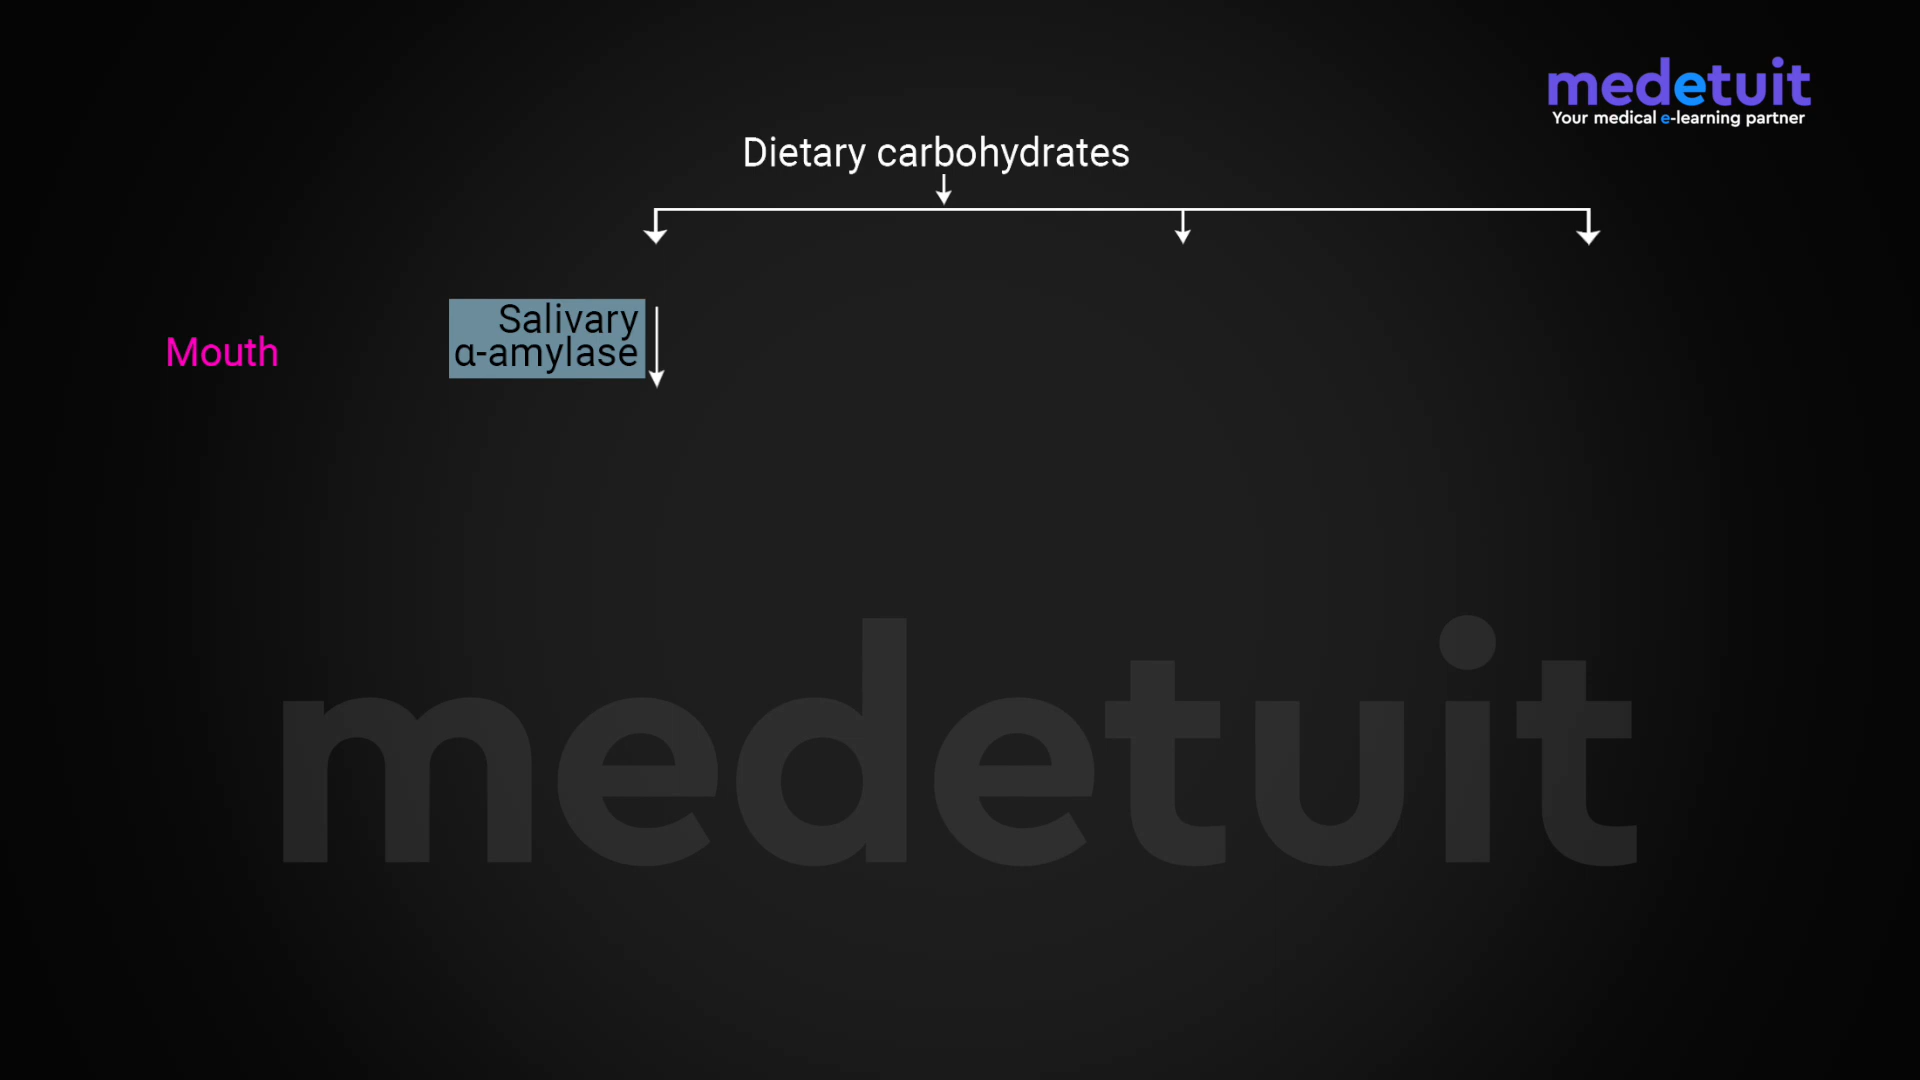 medetuit
Your medical e-learning partner
Dietary carbohydrates
Salivary
α-amylase
Mouth
medetuit